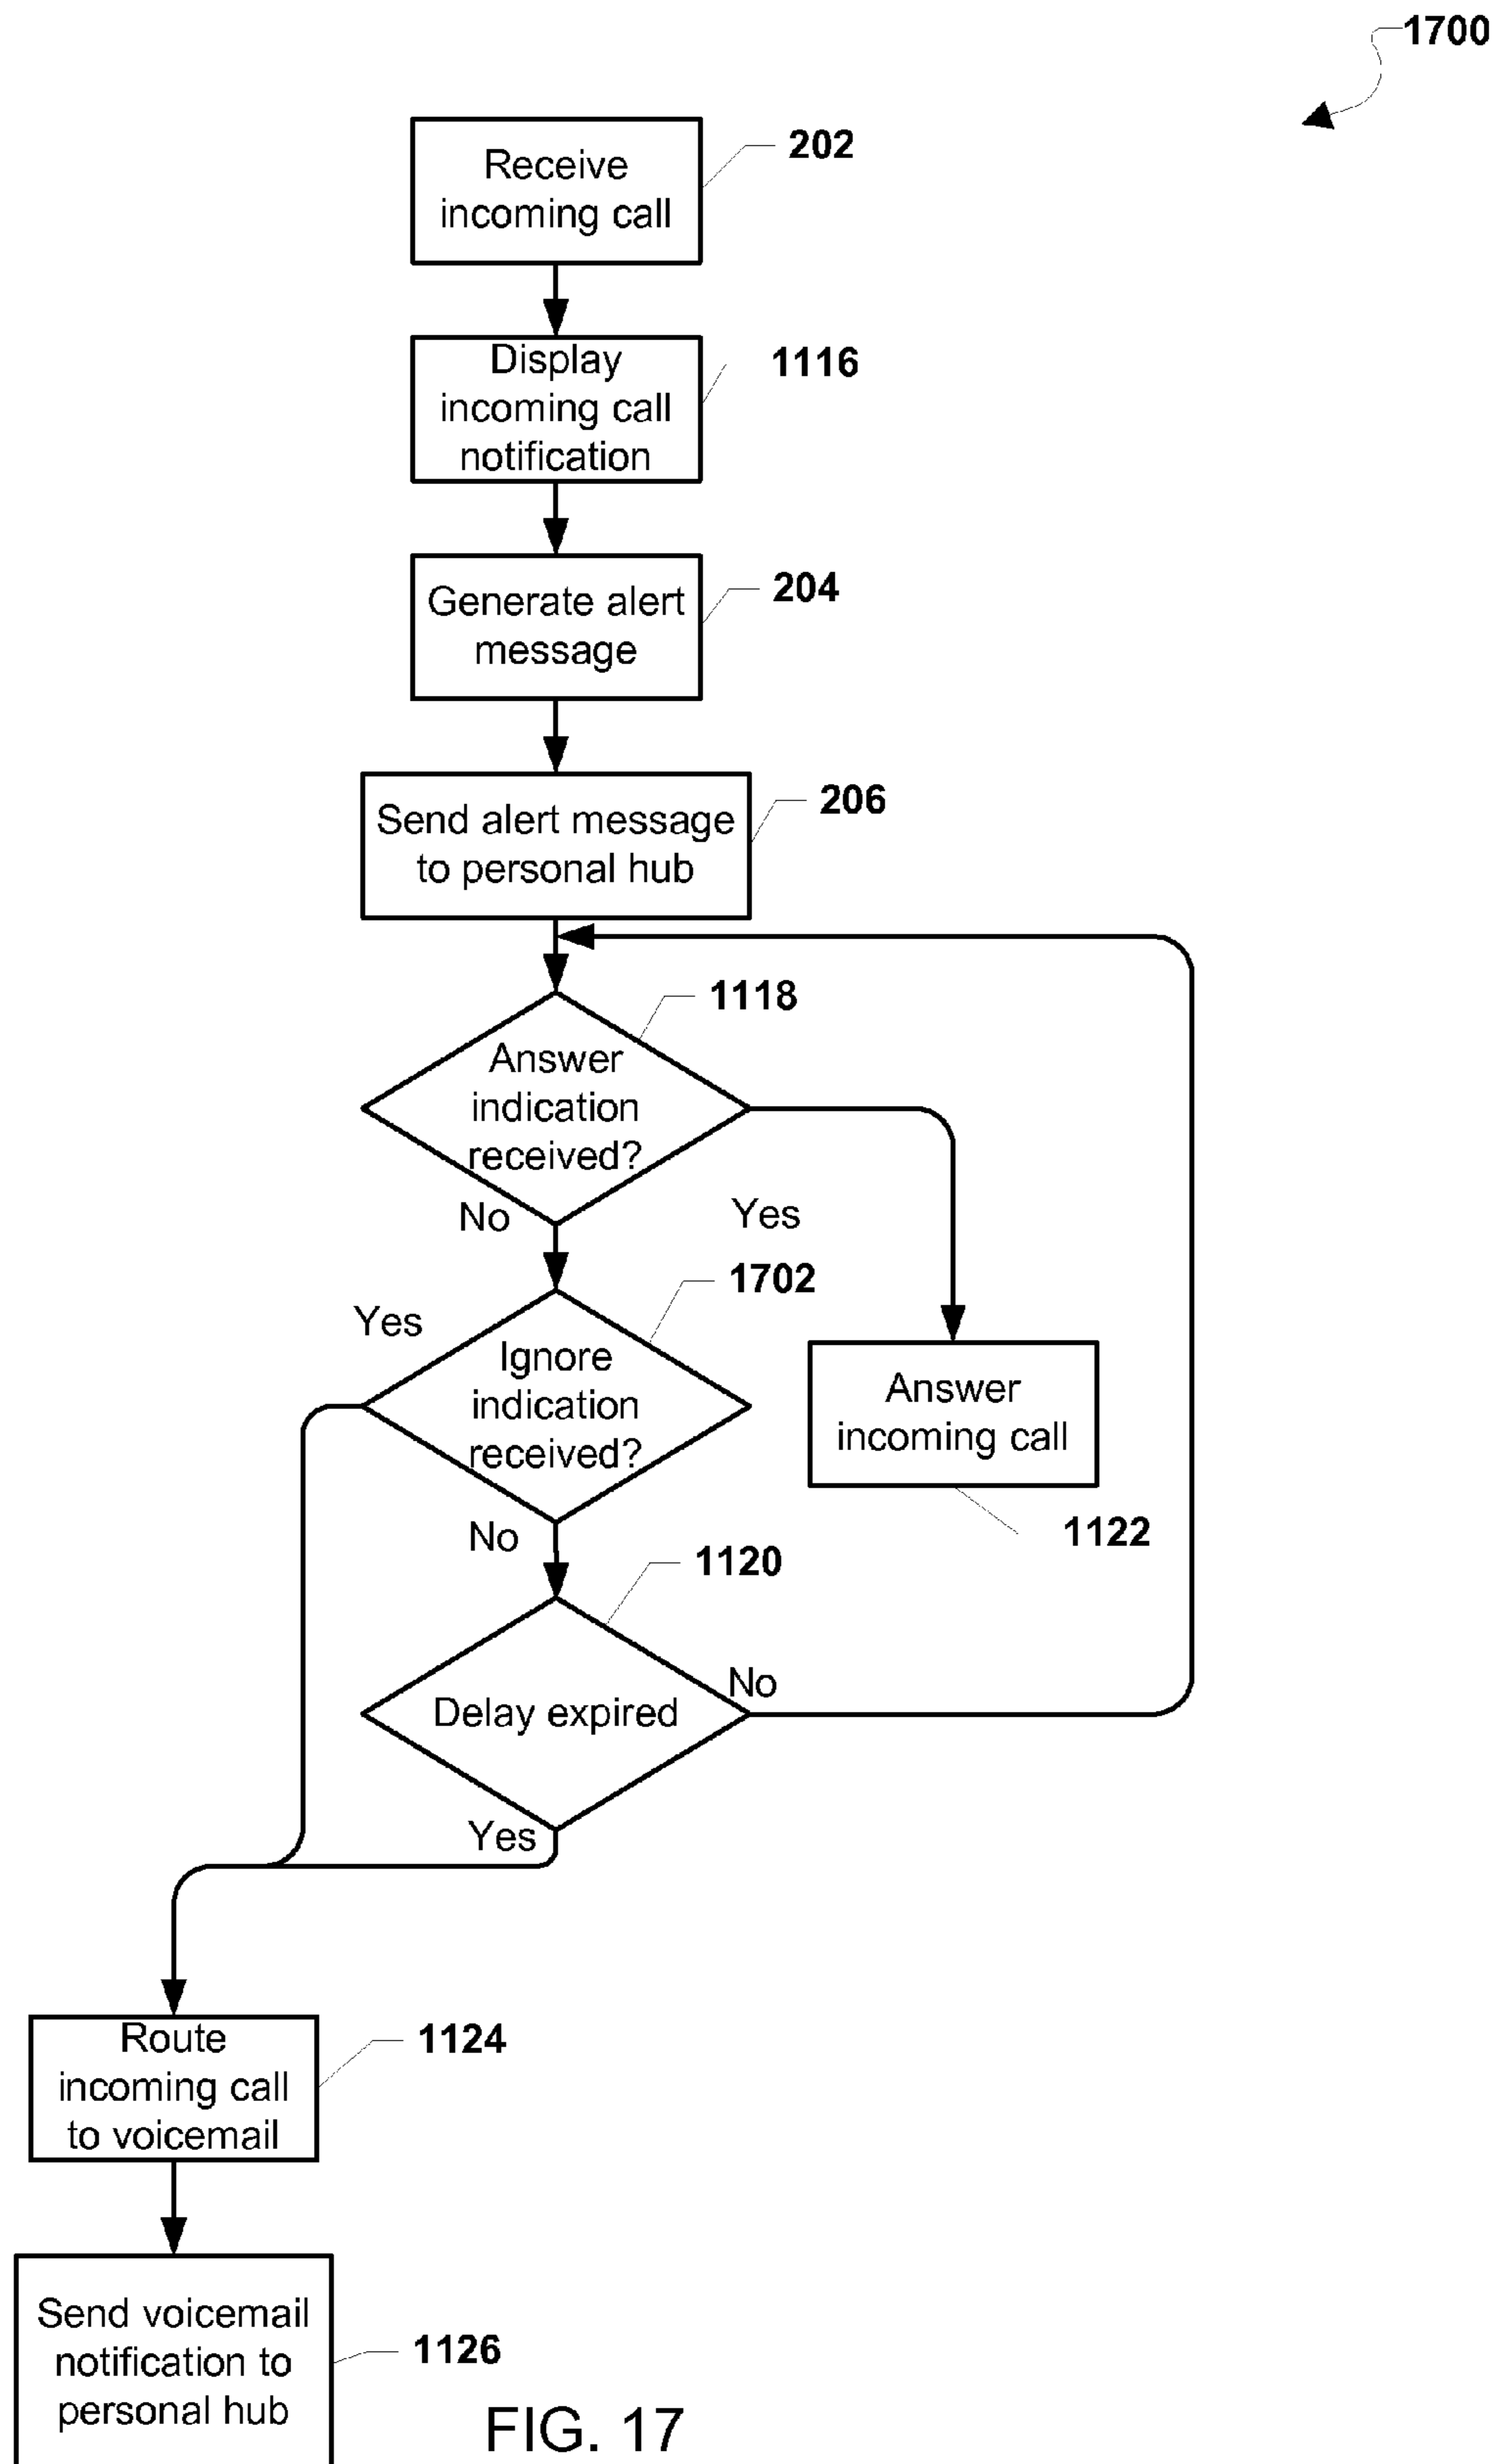 1700
Receive
incoming call
202
Display
incoming call
notification
1116
Generate alert
message
204
Send alert message
to personal hub
206
1118
Answer
indication
received?
No
Yes
1702
Yes
Ignore
indication
received?
Answer
incoming call
No
1122
1120
Delay expired
No
Yes
Route
incoming call
to voicemail
1124
Send voicemail
notification to
personal hub
1126
FIG. 17